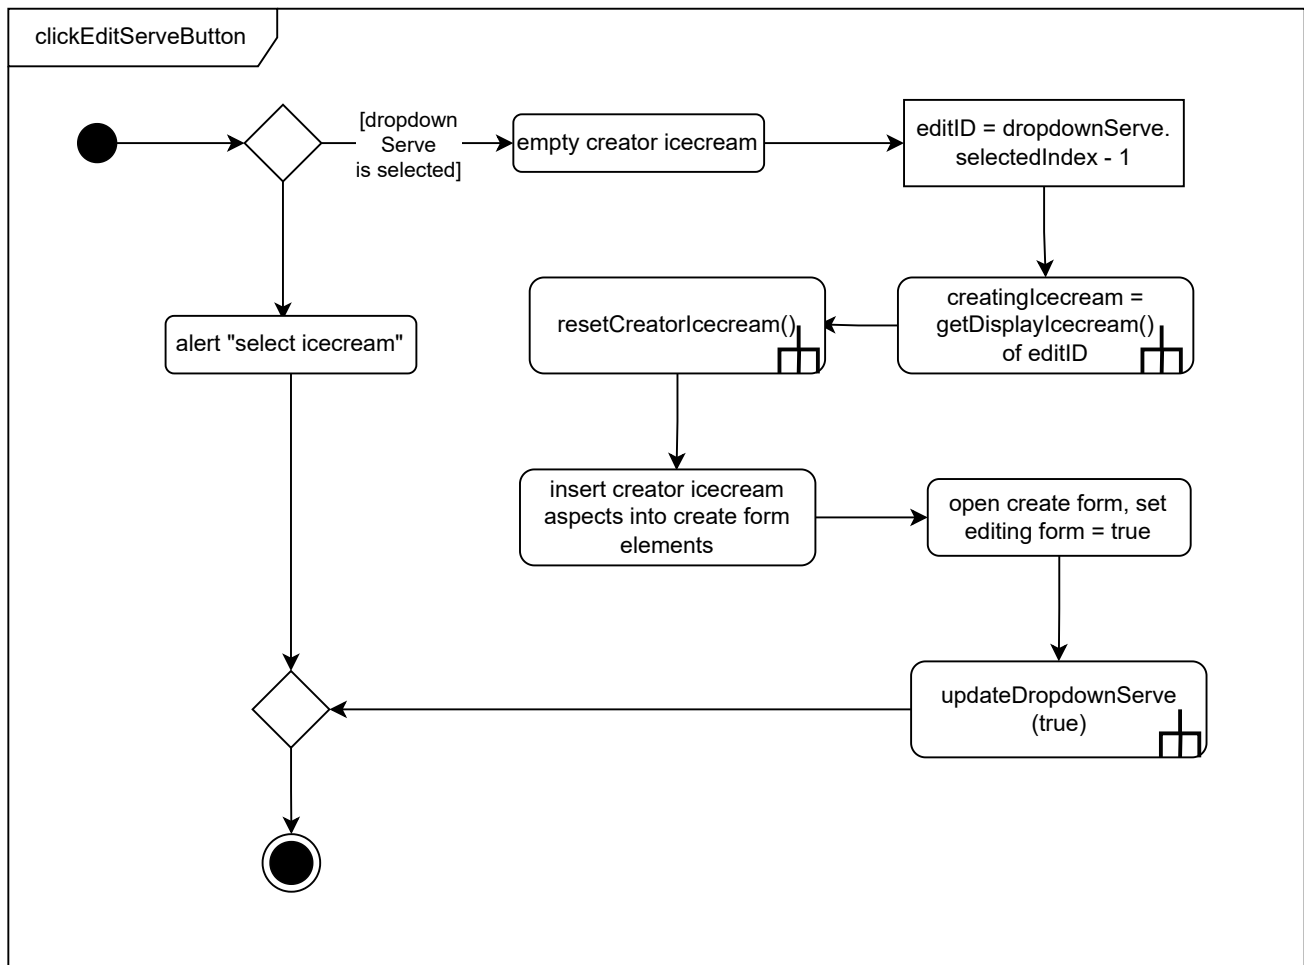 clickEditServeButton
[dropdown
Serve
is selected]
empty creator icecream
editID = dropdownServe.
selectedIndex - 1
alert "select icecream"
resetCreatorIcecream()
creatingIcecream =
getDisplayIcecream()
of editID
insert creator icecream
aspects into create form
elements
open create form, set
editing form = true
updateDropdownServe
(true)